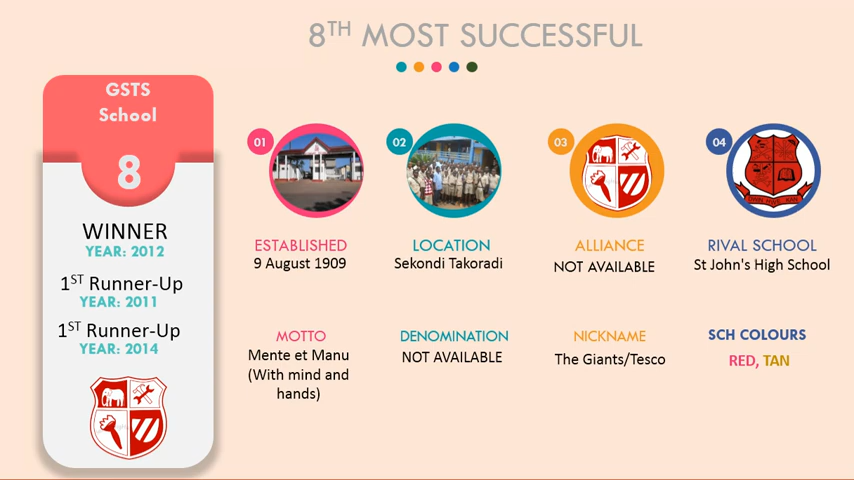 8TH MOST SUCCESSFUL
GSTS
School
8
WINNER
YEAR: 2012
1ST Runner-Up
YEAR: 2011
1ST Runner-Up
YEAR: 2014
01
ESTABLISHED
9 August 1909
02
LOCATION
Sekondi Takoradi
03
ALLIANCE
NOT AVAILABLE
04
RIVAL SCHOOL
St John's High School
MOTTO
Mente et Manu
(With mind and
hands)
DENOMINATION
NOT AVAILABLE
NICKNAME
The Giants/Tesco
SCH COLOURS
RED, TAN